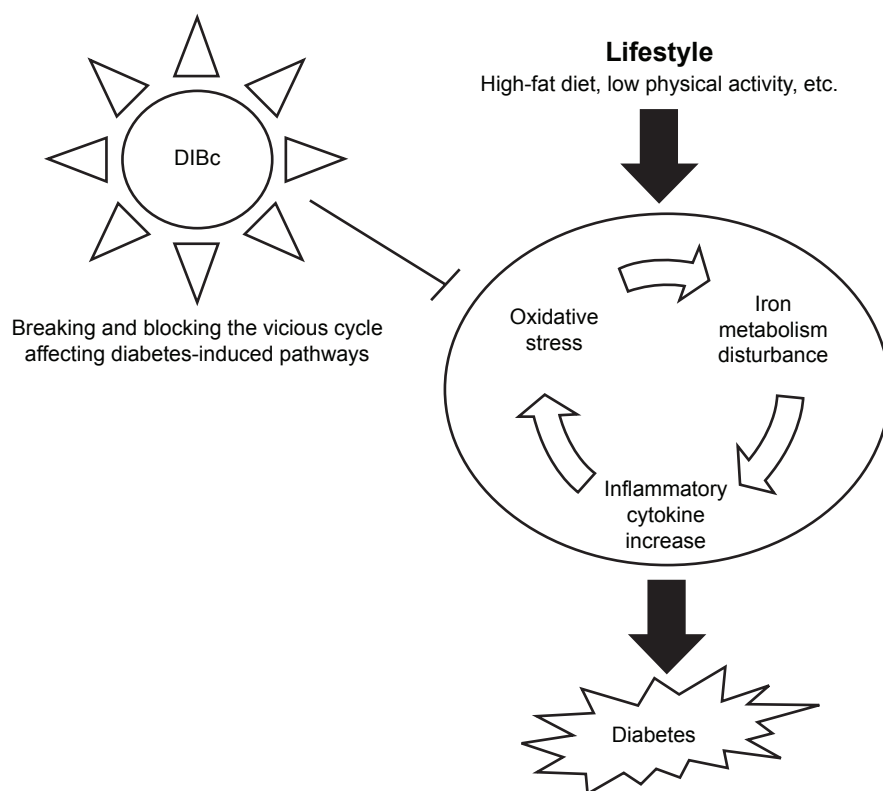 Lifestyle
High-fat diet, low physical activity, etc.
DIBc
Breaking and blocking the vicious cycle
affecting diabetes-induced pathways
Oxidative
stress
Iron
metabolism
disturbance
Inflammatory
cytokine
increase
Diabetes